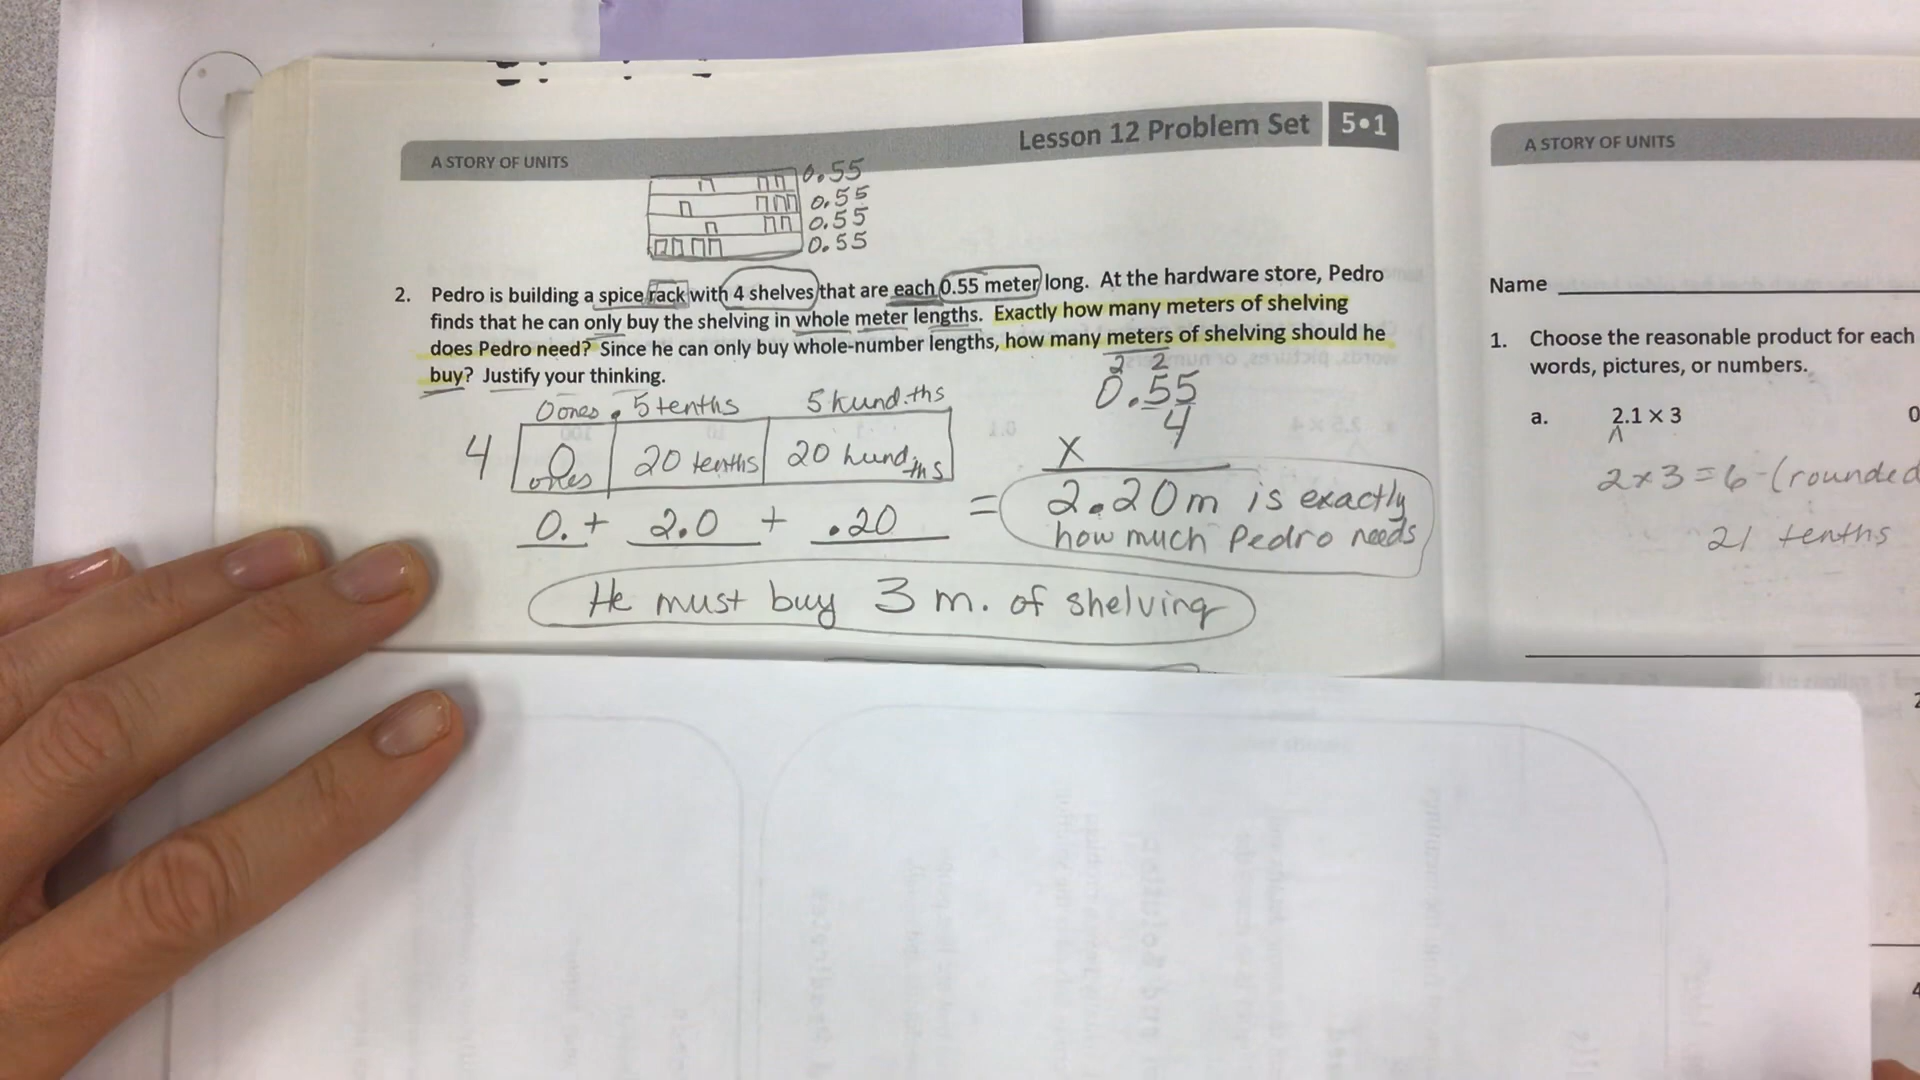 A STORY OF UNITS
Lesson 12 Problem Set 5•1
0.55
0.55
0.55
0.55
2. Pedro is building a spice rack with 4 shelves that are each 0.55 meter long. At the hardware store, Pedro
finds that he can only buy the shelving in whole meter lengths. Exactly how many meters of shelving
does Pedro need? Since he can only buy whole-number lengths, how many meters of shelving should he
buy? Justify your thinking.
0 ones . 5 tenths 5 hund.ths
4 0 ones 20 tenths 20 hund.ths
0. + 2.0 + .20 =
2 2
0.55
x 4
2.20m is exactly
how much Pedro needs
He must buy 3 m. of shelving
A STORY OF UNITS
Name
1. Choose the reasonable product for each
words, pictures, or numbers.
a. 2.1 × 3
2 x 3 = 6 - (rounded
21 tenths